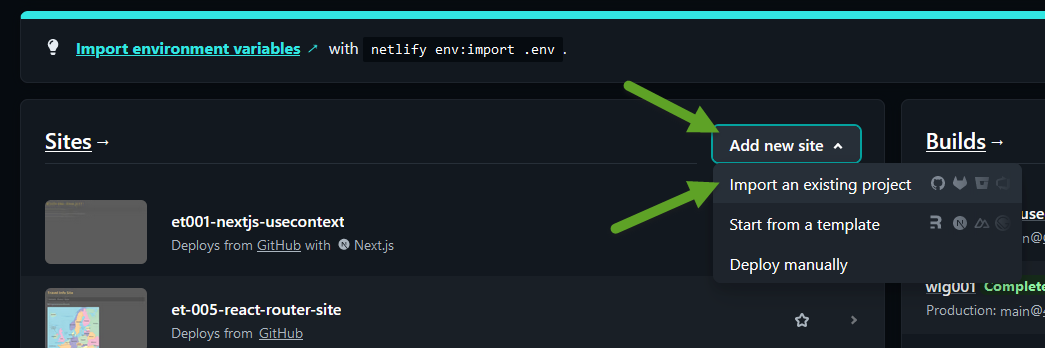 Import environment variables ↗ with netlify env:import .env.
Sites →
Add new site
Builds →
Import an existing project
Start from a template
Deploy manually
et001-nextjs-usecontext
Deploys from GitHub with Next.js
et-005-react-router-site
Deploys from GitHub
wlg001 Complete
Production: main@